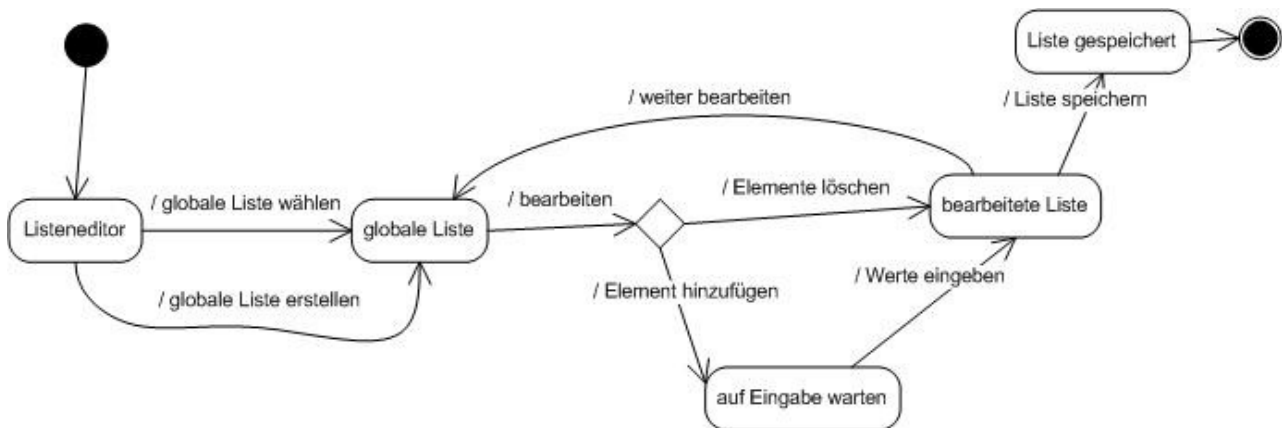 Liste gespeichert
/ Liste speichern
/ weiter bearbeiten
/ globale Liste wählen
/ bearbeiten
/ Elemente löschen
Listeneditor
globale Liste
bearbeitete Liste
/ globale Liste erstellen
/ Element hinzufügen
/ Werte eingeben
auf Eingabe warten